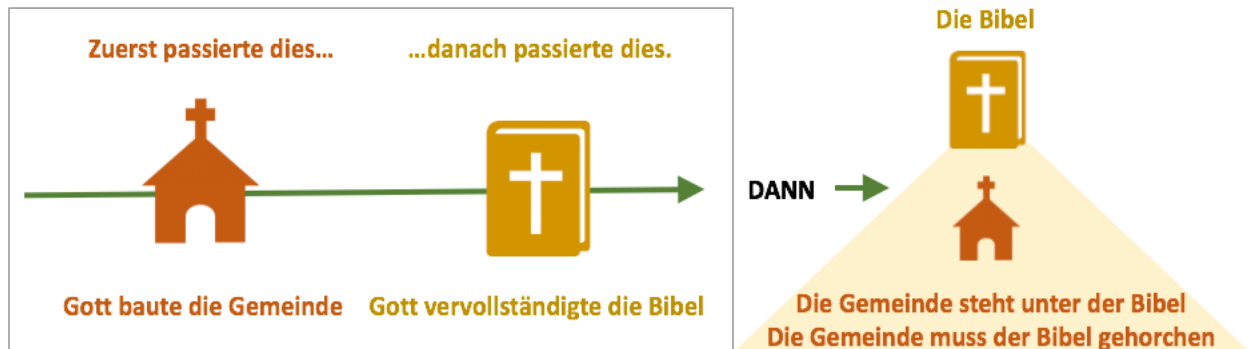 Zuerst passierte dies...
...danach passierte dies.
Gott baute die Gemeinde
Gott vervollständigte die Bibel
DANN
Die Bibel
Die Gemeinde steht unter der Bibel
Die Gemeinde muss der Bibel gehorchen